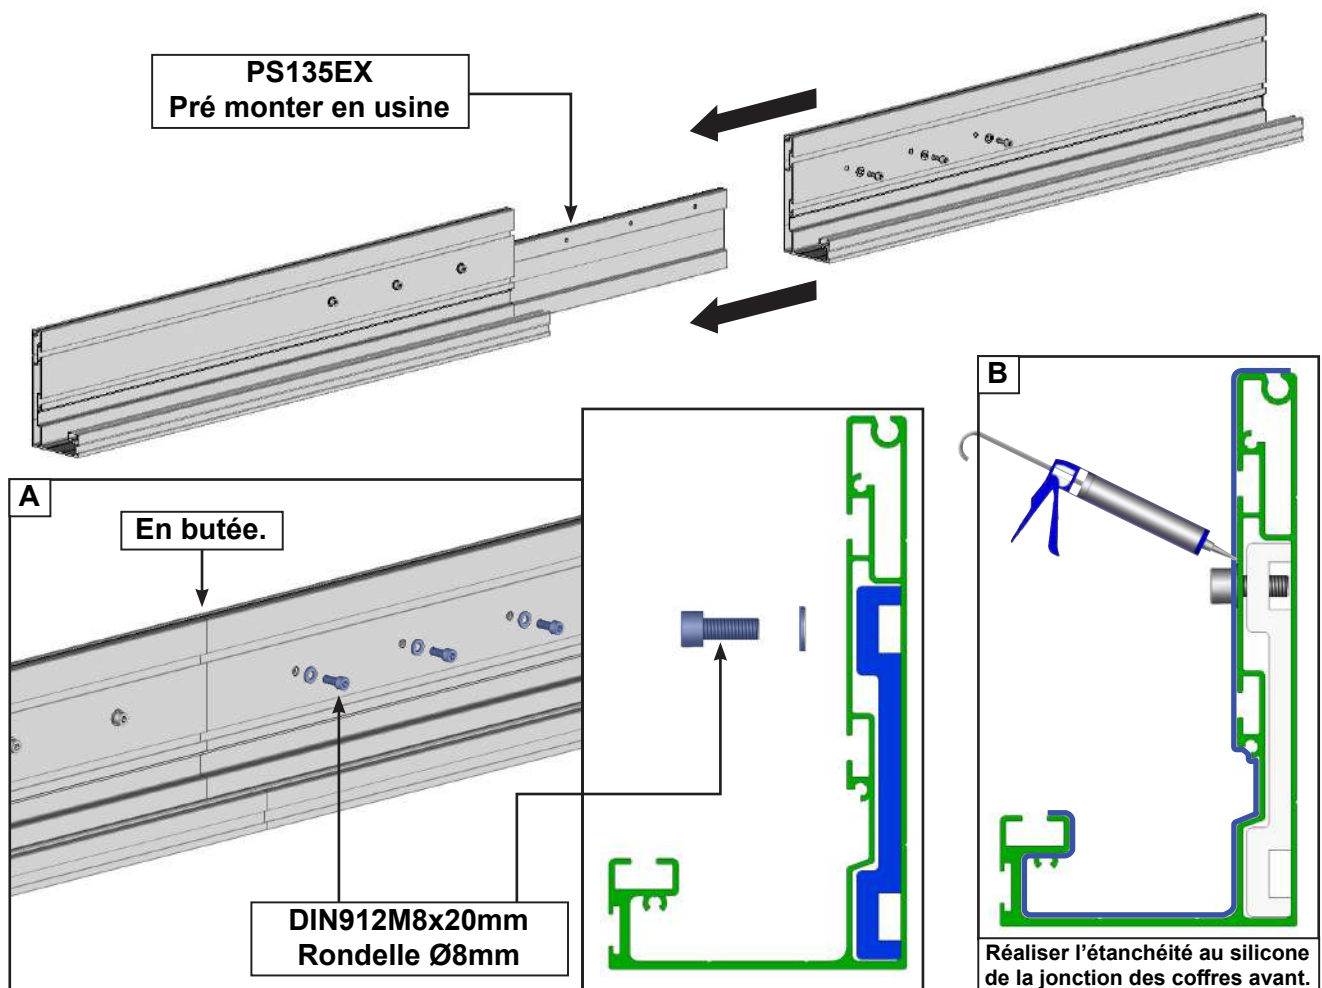 PS135EX
Pré monter en usine
A
En butée.
DIN912M8x20mm
Rondelle Ø8mm
B
Réaliser l'étanchéité au silicone
de la jonction des coffres avant.